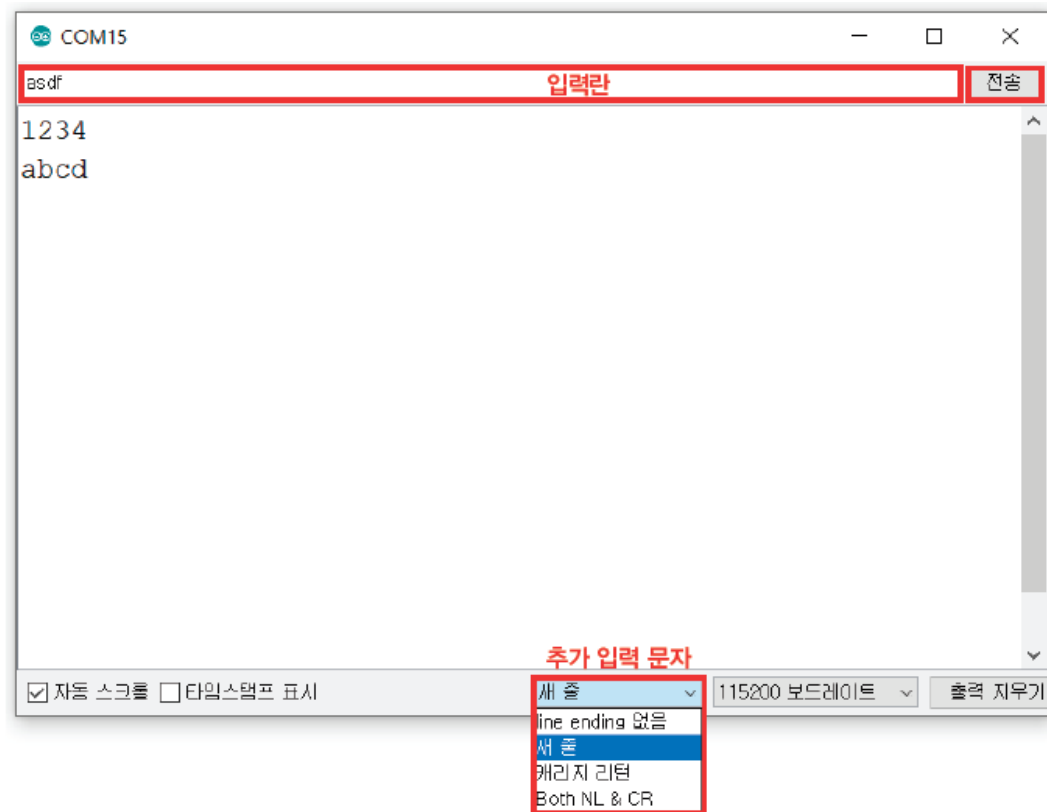 COM15
asdf 입력란 전송
1234
abcd
추가 입력 문자
자동 스크롤 타임스탬프 표시 새 줄 115200 보드레이트 출력 지우기
line ending 없음
새 줄
캐리지 리턴
Both NL & CR